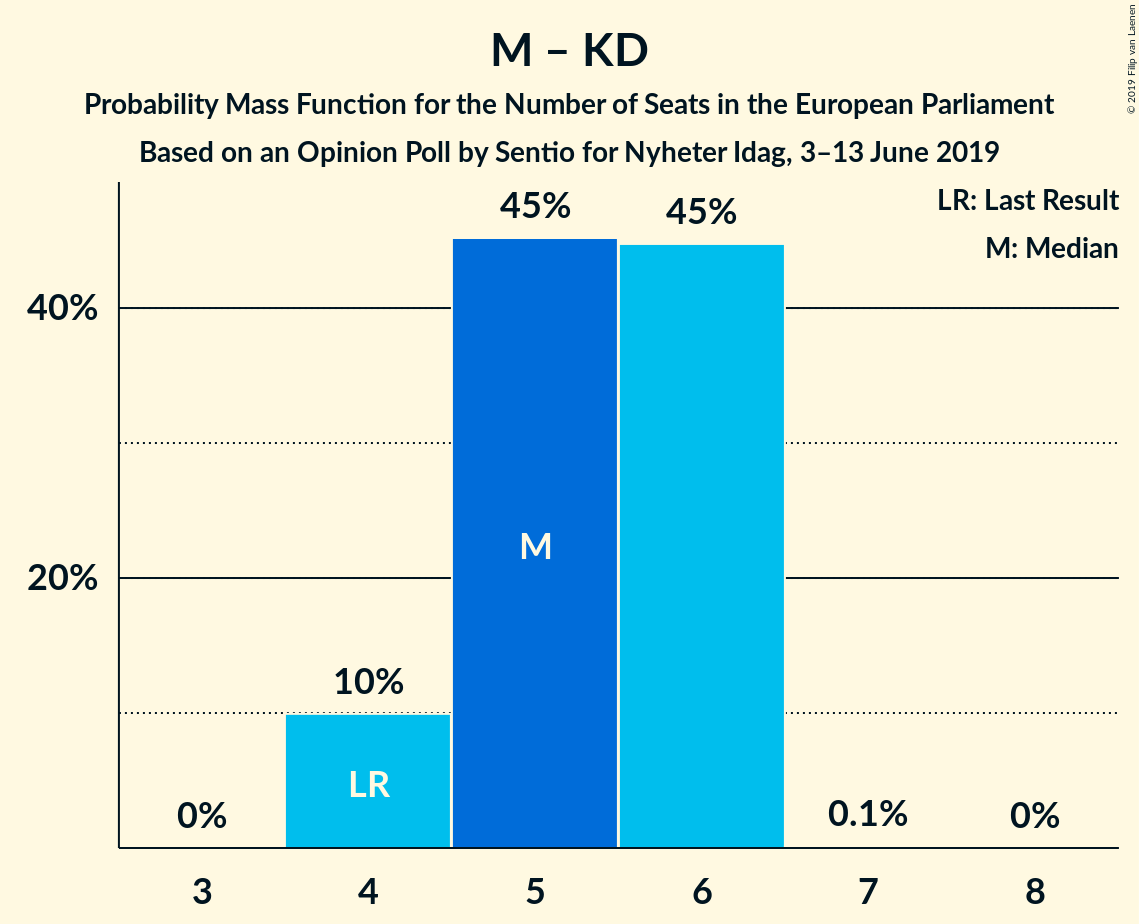 M – KD
Probability Mass Function for the Number of Seats in the European Parliament
Based on an Opinion Poll by Sentio for Nyheter Idag, 3–13 June 2019
© 2019 Filip van Laenen
LR: Last Result
M: Median
45%
45%
40%
M
20%
10%
LR
0%
0.1%
0%
3
4
5
6
7
8